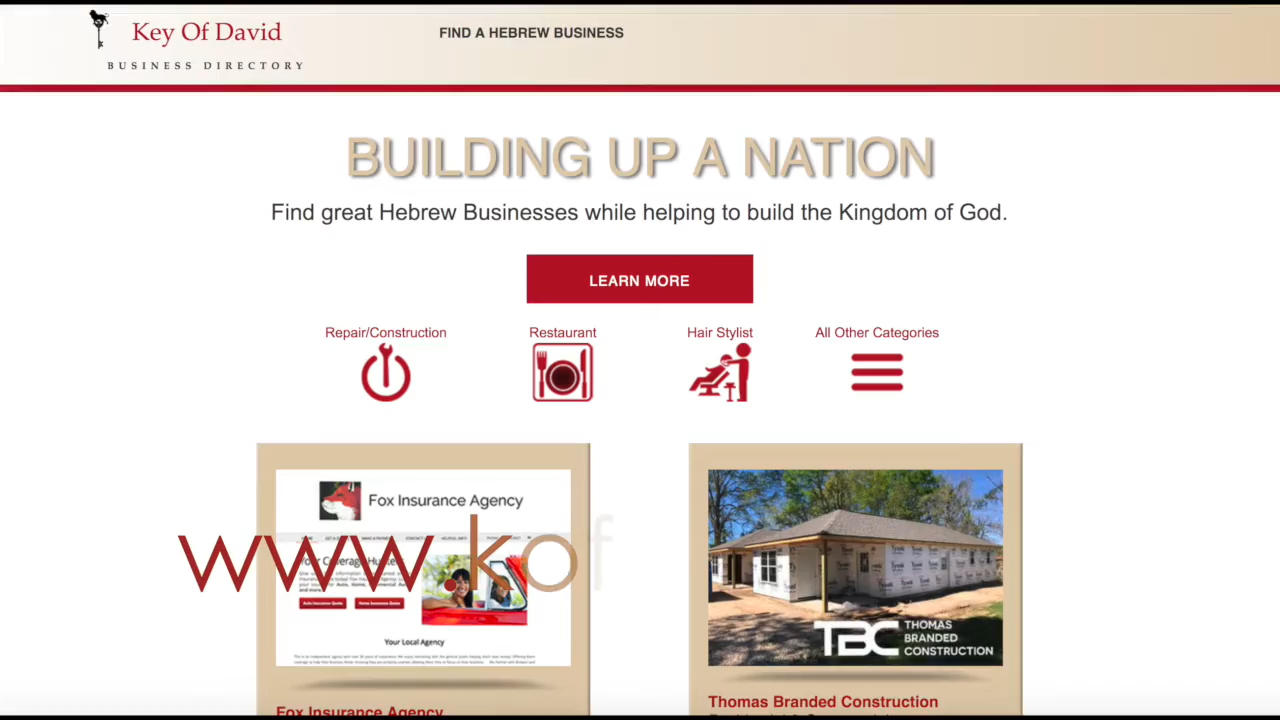 Key Of David
BUSINESS DIRECTORY
FIND A HEBREW BUSINESS
BUILDING UP A NATION
Find great Hebrew Businesses while helping to build the Kingdom of God.
LEARN MORE
Repair/Construction
Restaurant
Hair Stylist
All Other Categories
Fox Insurance Agency
www.kof
Your Local Agency
TBC THOMAS
BRANDED
CONSTRUCTION
Fox Insurance Agency
Thomas Branded Construction